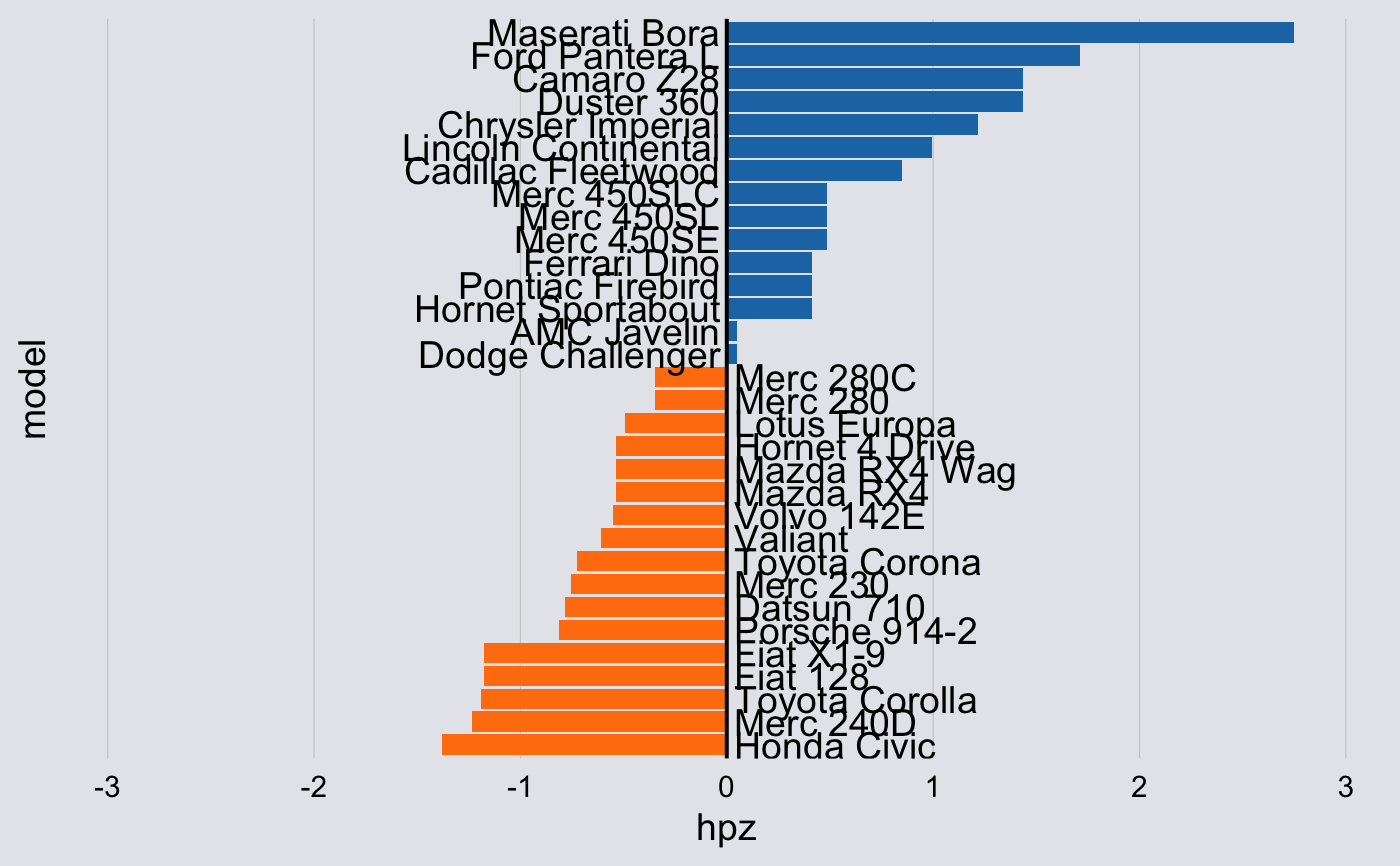 Maserati Bora
Ford Pantera L
Camaro Z28
Duster 360
Chrysler Imperial
Lincoln Continental
Cadillac Fleetwood
Merc 450SLC
Merc 450SL
Merc 450SE
Ferrari Dino
Pontiac Firebird
Hornet Sportabout
AMC Javelin
Dodge Challenger
Merc 280C
Merc 280
Lotus Europa
Hornet 4 Drive
Mazda RX4 Wag
Mazda RX4
Volvo 142E
Valiant
Toyota Corona
Merc 230
Datsun 710
Porsche 914-2
Fiat X1-9
Fiat 128
Toyota Corolla
Merc 240D
Honda Civic
model
-3 -2 -1 0 1 2 3
hpz